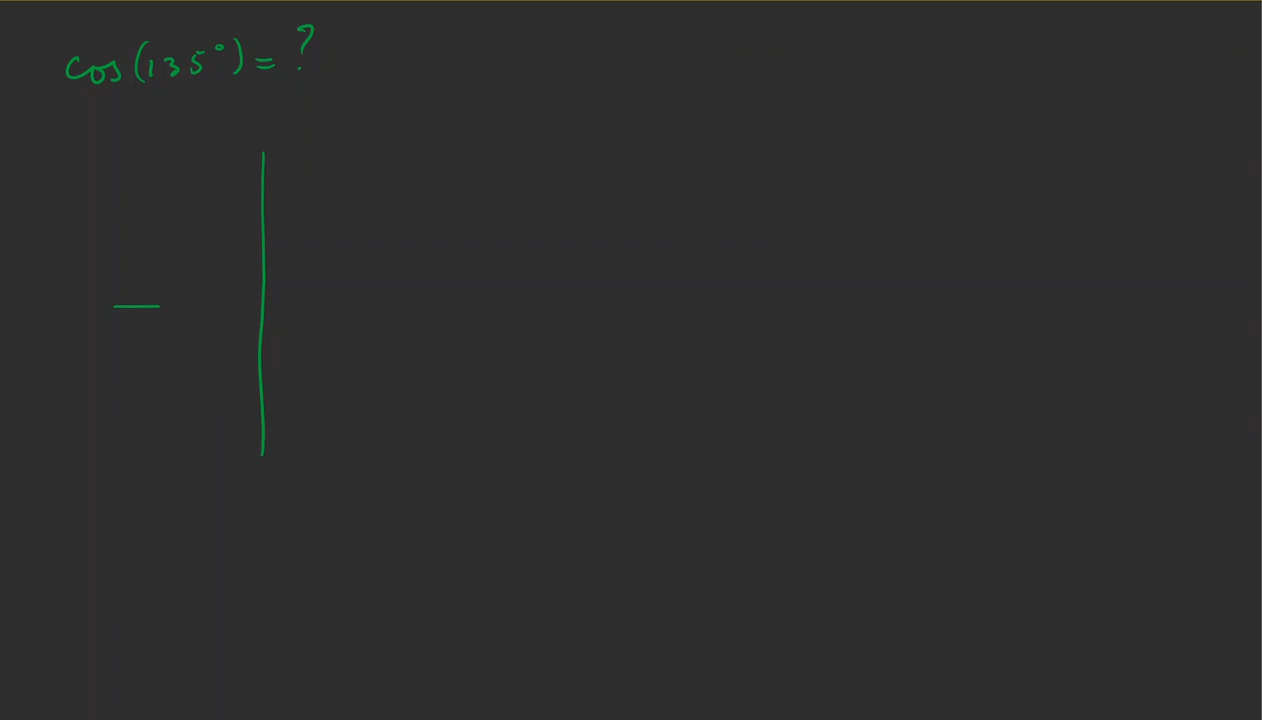 cos(135°) = ?